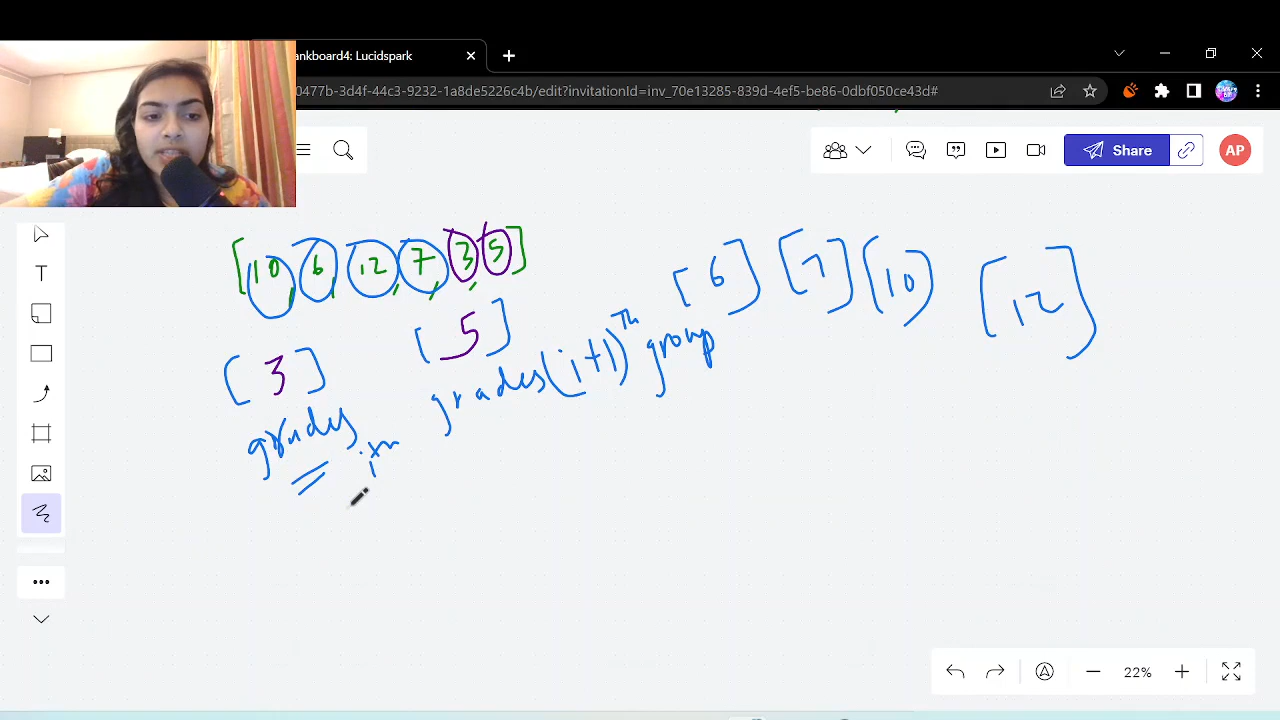 ankboard4: Lucidspark
0477b-3d4f-44c3-9232-1a8de5226c4b/edit?invitationId=inv_70e13285-839d-4ef5-be86-0dbf050ce43d#
Share
AP
[10, 6, 12, 7, 3, 5]
[6] [7] [10] [12]
[3] [5]
grades ith grades(i+1)th group
T
22%